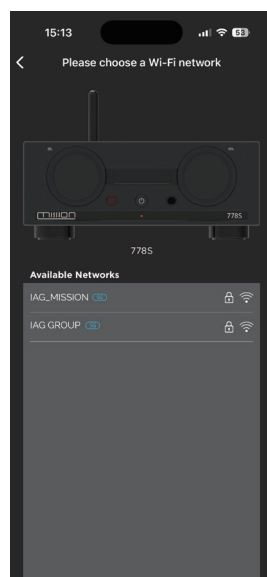 15:13
53
Please choose a Wi-Fi network
MISSION
778S
778S
Available Networks
IAG_MISSION 5G
IAG GROUP 5G